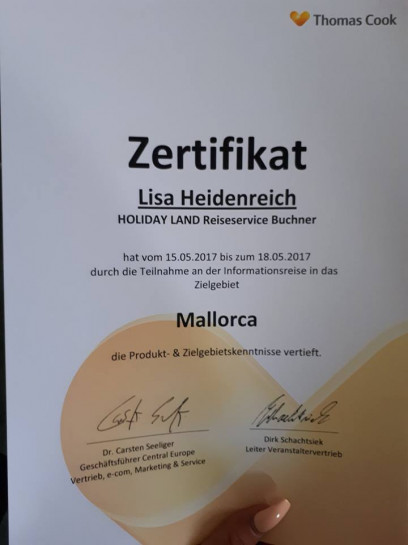 Thomas Cook
Zertifikat
Lisa Heidenreich
HOLIDAY LAND Reiseservice Buchner
hat vom 15.05.2017 bis zum 18.05.2017
durch die Teilnahme an der Informationsreise in das
Zielgebiet
Mallorca
die Produkt- & Zielgebietskenntnisse vertieft.
Dr. Carsten Seeliger
Geschäftsführer Central Europe
Vertrieb, e-com, Marketing & Service
Dirk Schachtsiek
Leiter Veranstaltervertrieb